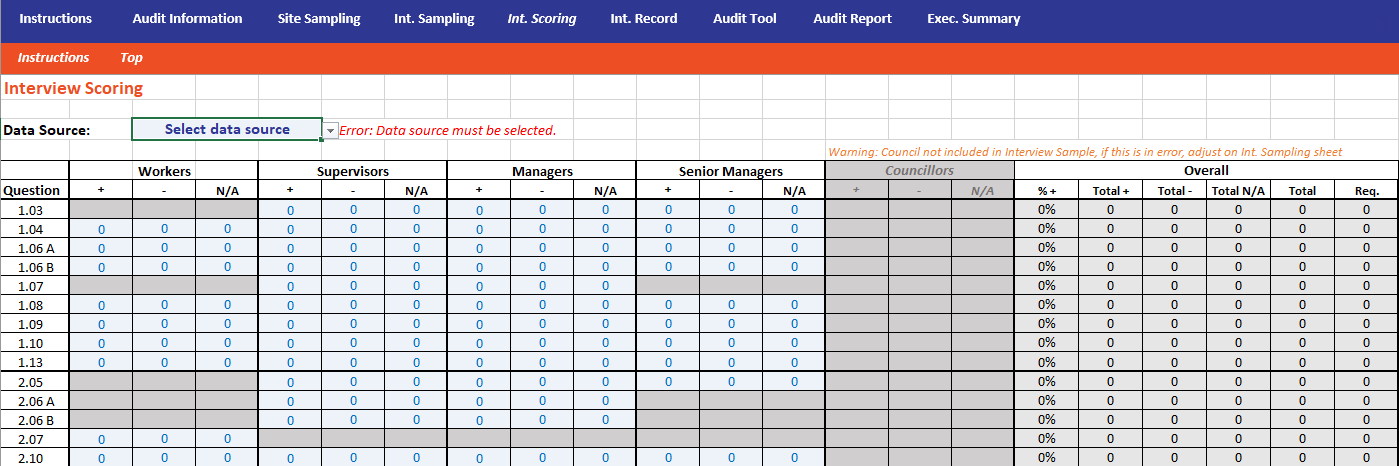 Instructions Audit Information Site Sampling Int. Sampling Int. Scoring Int. Record Audit Tool Audit Report Exec. Summary
Instructions Top
Interview Scoring
Data Source: Select data source Error: Data source must be selected.
Warning: Council not included in Interview Sample, if this is in error, adjust on Int. Sampling sheet
Workers Supervisors Managers Senior Managers Councillors Overall
Question + - N/A + - N/A + - N/A + - N/A + - N/A % + Total + Total - Total N/A Total Req.
1.03 0 0 0 0 0 0 0 0 0 0% 0 0 0 0 0
1.04 0 0 0 0 0 0 0 0 0 0 0 0 0% 0 0 0 0 0
1.06 A 0 0 0 0 0 0 0 0 0 0 0 0 0% 0 0 0 0 0
1.06 B 0 0 0 0 0 0 0 0 0 0 0 0 0% 0 0 0 0 0
1.07 0 0 0 0 0 0 0% 0 0 0 0 0
1.08 0 0 0 0 0 0 0 0 0 0 0 0 0% 0 0 0 0 0
1.09 0 0 0 0 0 0 0 0 0 0 0 0 0% 0 0 0 0 0
1.10 0 0 0 0 0 0 0 0 0 0 0 0 0% 0 0 0 0 0
1.13 0 0 0 0 0 0 0 0 0 0 0 0 0% 0 0 0 0 0
2.05 0 0 0 0 0 0 0 0 0 0% 0 0 0 0 0
2.06 A 0 0 0 0 0 0 0% 0 0 0 0 0
2.06 B 0 0 0 0 0 0 0% 0 0 0 0 0
2.07 0 0 0 0% 0 0 0 0 0
2.10 0 0 0 0 0 0 0 0 0 0 0 0 0% 0 0 0 0 0